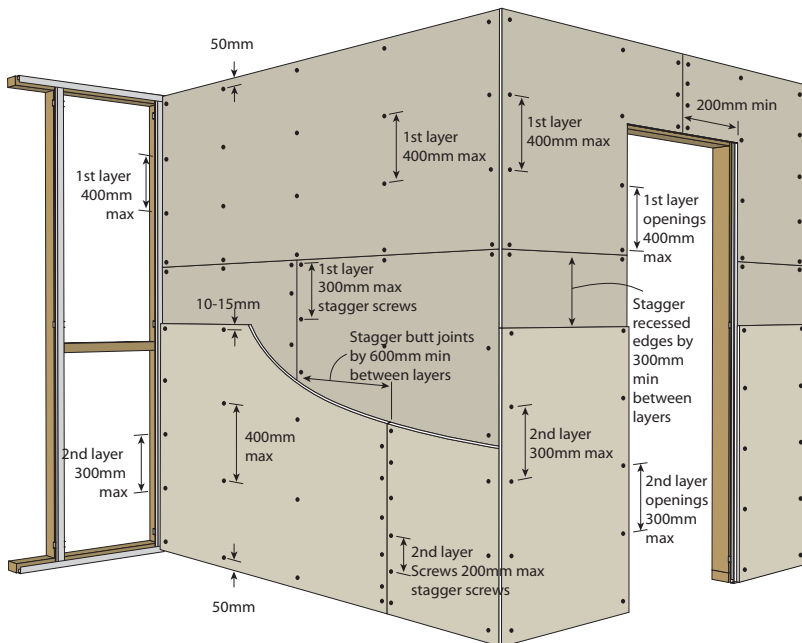 50mm
200mm min
1st layer
400mm max
1st layer
400mm max
1st layer
400mm
max
1st layer
openings
400mm
max
1st layer
300mm max
stagger screws
10-15mm
Stagger butt joints
by 600mm min
between layers
Stagger
recessed
edges by
300mm
min
between
layers
400mm
max
2nd layer
300mm max
2nd layer
300mm
max
2nd layer
openings
300mm
max
2nd layer
Screws 200mm max
stagger screws
50mm